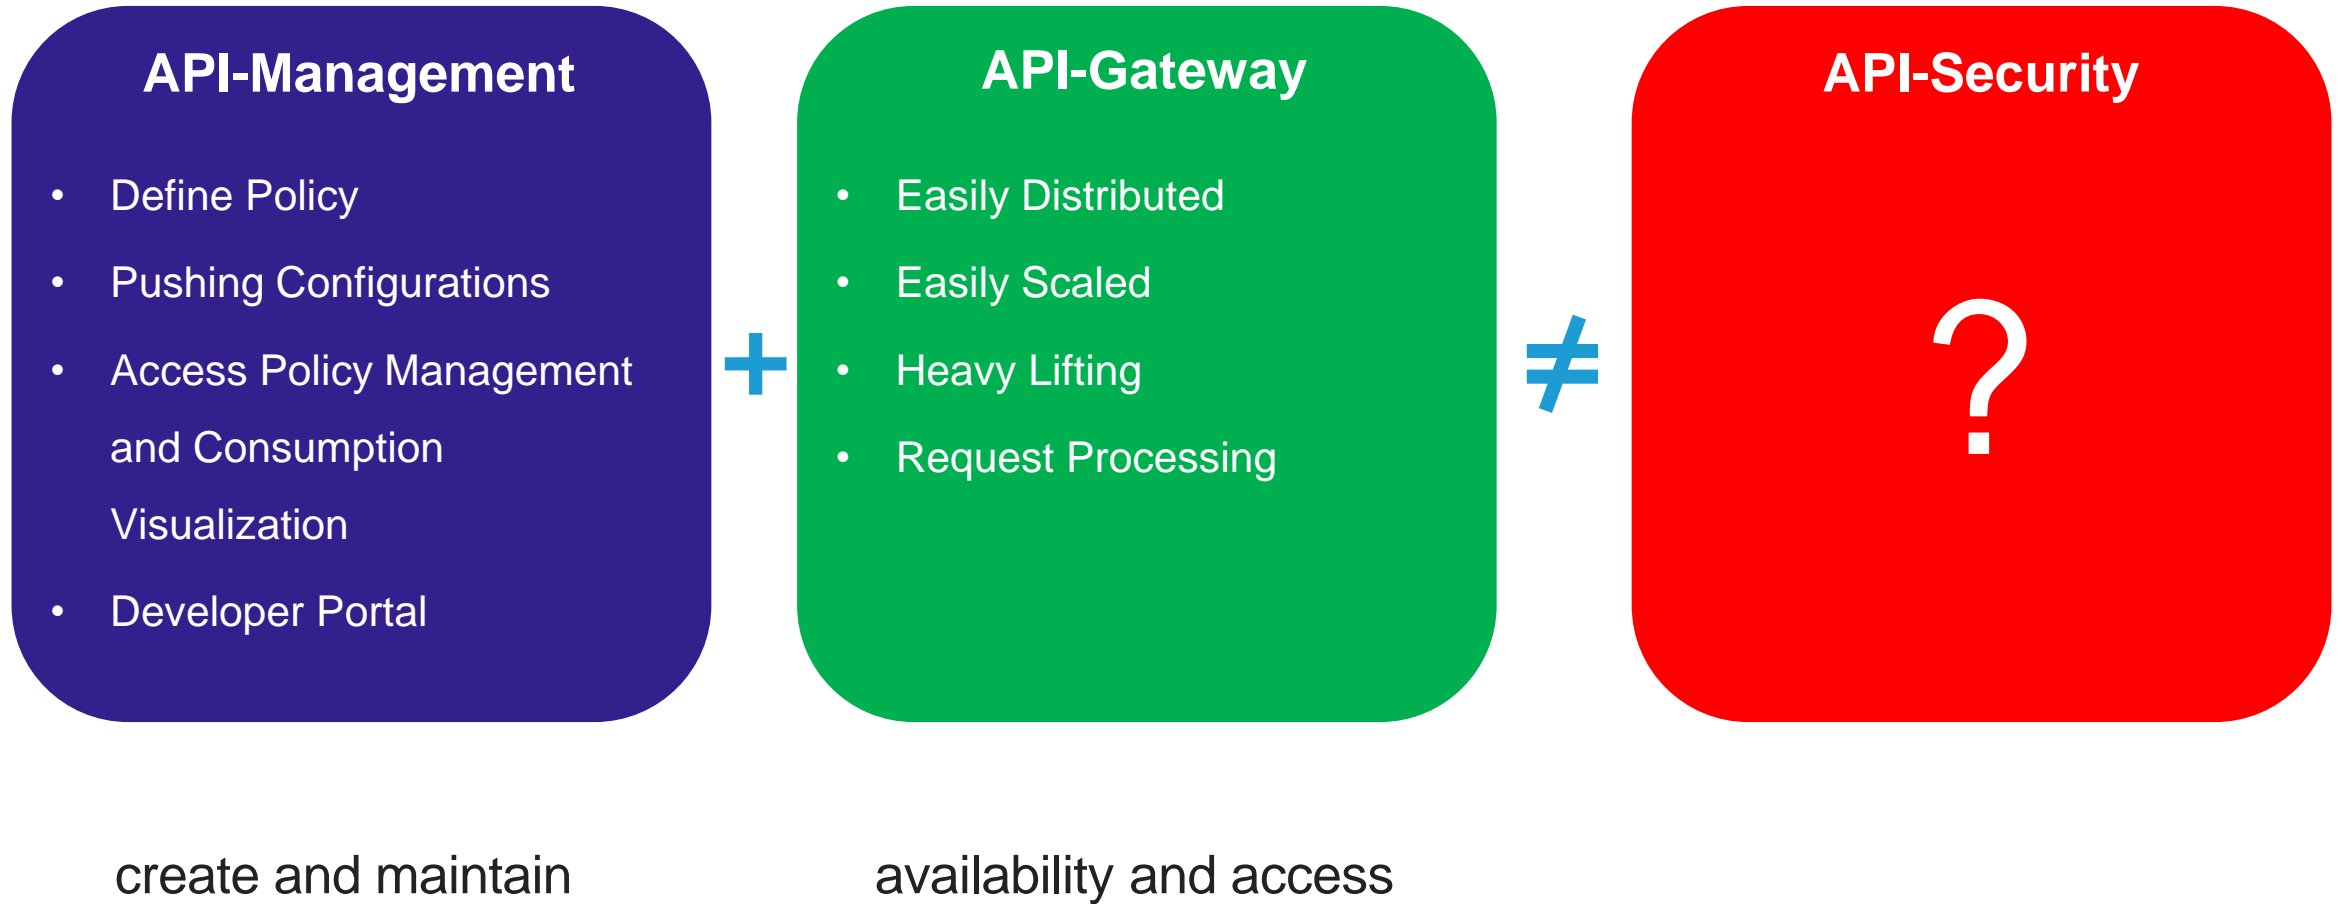 API-Management
• Define Policy
• Pushing Configurations
• Access Policy Management
and Consumption
Visualization
• Developer Portal
+
API-Gateway
• Easily Distributed
• Easily Scaled
• Heavy Lifting
• Request Processing
≠
API-Security
?
create and maintain
availability and access